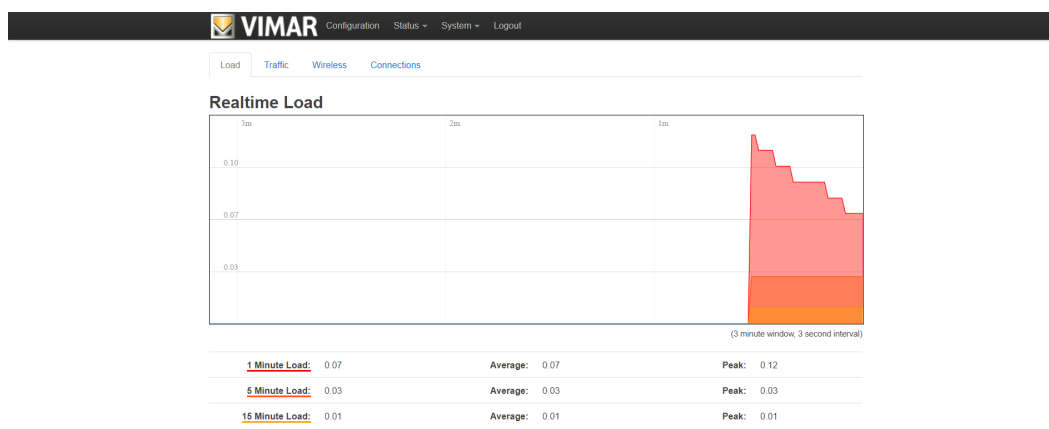 VIMAR Configuration Status System Logout
Load Traffic Wireless Connections
Realtime Load
3m 2m 1m
0.10
0.07
0.03
(3 minute window, 3 second interval)
1 Minute Load: 0.07 Average: 0.07 Peak: 0.12
5 Minute Load: 0.03 Average: 0.03 Peak: 0.03
15 Minute Load: 0.01 Average: 0.01 Peak: 0.01